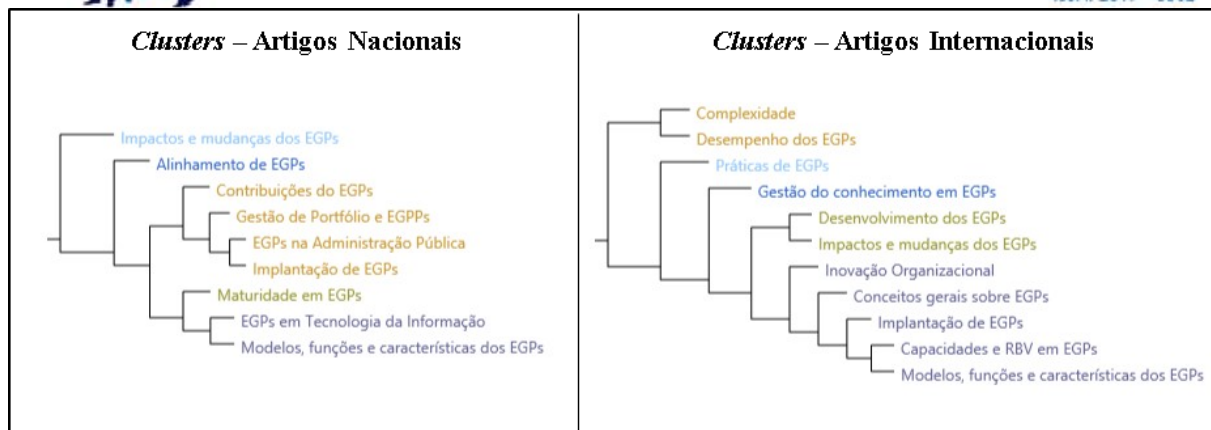 Clusters – Artigos Nacionais
Impactos e mudanças dos EGPs
Alinhamento de EGPs
Contribuições do EGPs
Gestão de Portfólio e EGPPs
EGPs na Administração Pública
Implantação de EGPs
Maturidade em EGPs
EGPs em Tecnologia da Informação
Modelos, funções e características dos EGPs
Clusters – Artigos Internacionais
Complexidade
Desempenho dos EGPs
Práticas de EGPs
Gestão do conhecimento em EGPs
Desenvolvimento dos EGPs
Impactos e mudanças dos EGPs
Inovação Organizacional
Conceitos gerais sobre EGPs
Implantação de EGPs
Capacidades e RBV em EGPs
Modelos, funções e características dos EGPs